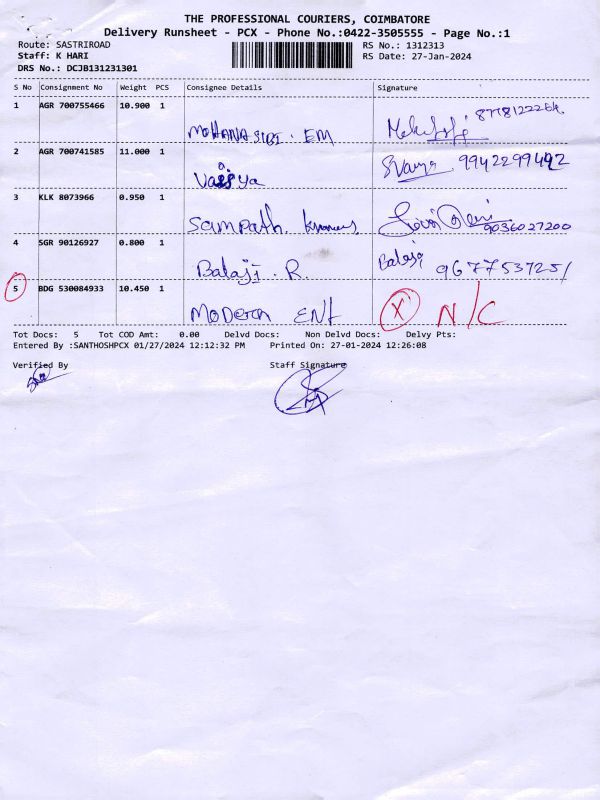 THE PROFESSIONAL COURIERS, COIMBATORE
Delivery Runsheet - PCX - Phone No.:0422-3505555 - Page No.:1
Route: SASTRIROAD RS No.: 1312313
Staff: K HARI RS Date: 27-Jan-2024
DRS No.: DCJB131231301
S No Consignment No Weight PCS Consignee Details Signature
1 AGR 700755466 10.900 1
MOHANA SIBI . EM
2 AGR 700741585 11.000 1 9942299492
3 KLK 8073966 0.950 1
Sampath. 9036027200
4 SGR 90126927 0.800 1 Balaji
Balaji . R 9677537251
5 BDG 530084933 10.450 1 X N/C
MODERN ENT
Tot Docs: 5 Tot COD Amt: 0.00 Delvd Docs: Non Delvd Docs: Delvy Pts:
Entered By :SANTHOSHPCX 01/27/2024 12:12:32 PM Printed On: 27-01-2024 12:26:08
Verified By Staff Signature